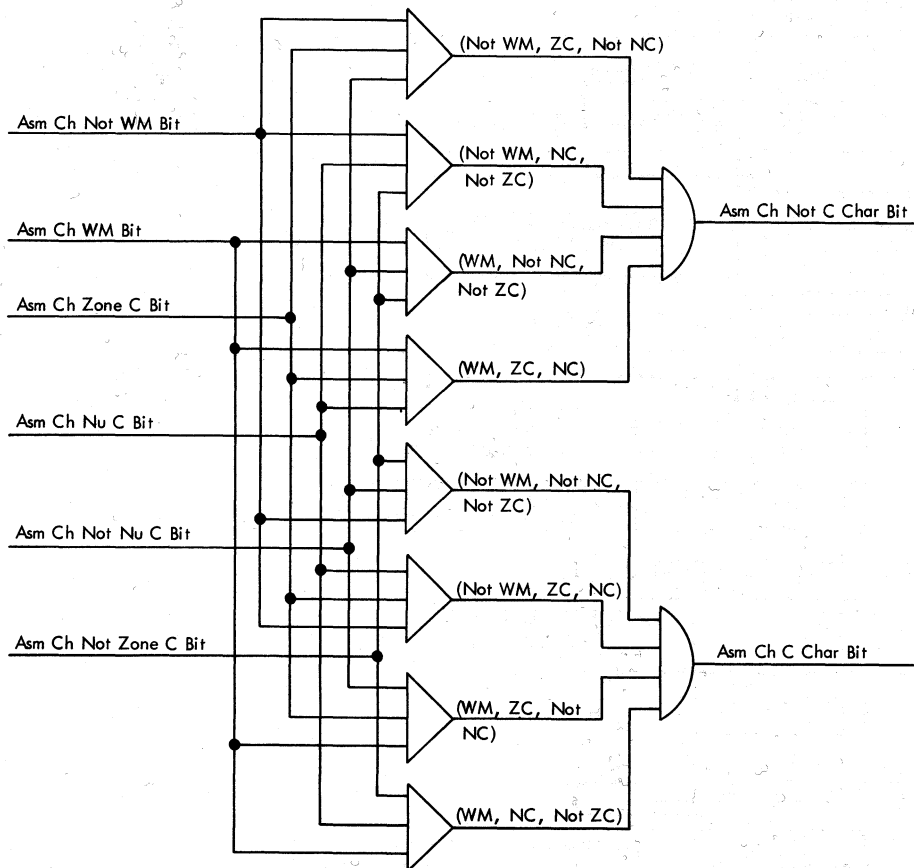 (Not WM, ZC, Not NC)
Asm Ch Not WM Bit
(Not WM, NC,
Not ZC)
Asm Ch Not C Char Bit
Asm Ch WM Bit
(WM, Not NC,
Not ZC)
Asm Ch Zone C Bit
(WM, ZC, NC)
Asm Ch Nu C Bit
(Not WM, Not NC,
Not ZC)
Asm Ch Not Nu C Bit
(Not WM, ZC, NC)
Asm Ch Not Zone C Bit
Asm Ch C Char Bit
(WM, ZC, Not
NC)
(WM, NC, Not ZC)